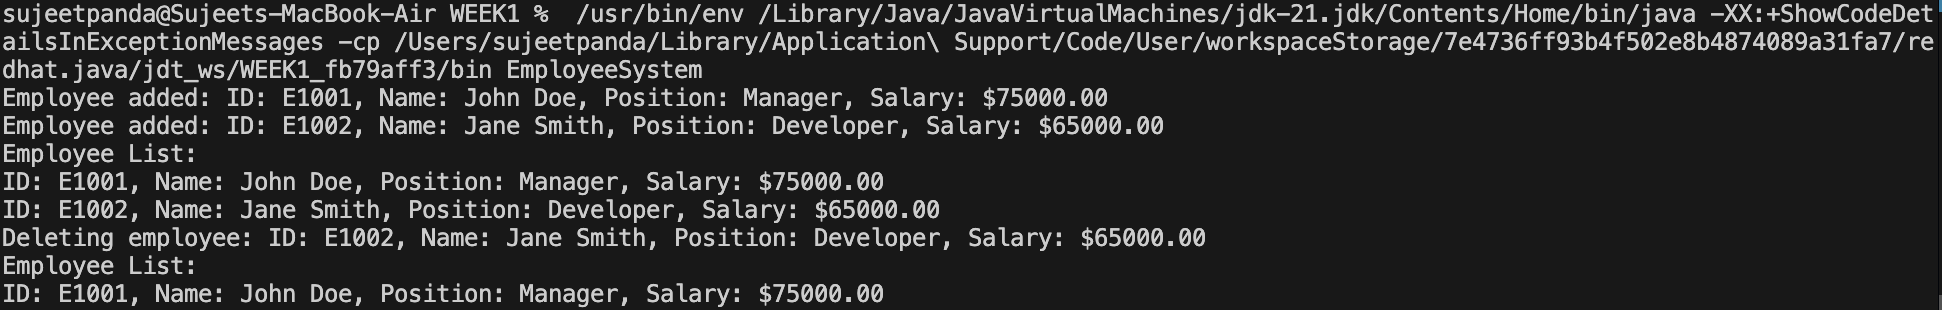 sujeetpanda@Sujeets-MacBook-Air WEEK1 %  /usr/bin/env /Library/Java/JavaVirtualMachines/jdk-21.jdk/Contents/Home/bin/java -XX:+ShowCodeDet
ailsInExceptionMessages -cp /Users/sujeetpanda/Library/Application\ Support/Code/User/workspaceStorage/7e4736ff93b4f502e8b4874089a31fa7/re
dhat.java/jdt_ws/WEEK1_fb79aff3/bin EmployeeSystem
Employee added: ID: E1001, Name: John Doe, Position: Manager, Salary: $75000.00
Employee added: ID: E1002, Name: Jane Smith, Position: Developer, Salary: $65000.00
Employee List:
ID: E1001, Name: John Doe, Position: Manager, Salary: $75000.00
ID: E1002, Name: Jane Smith, Position: Developer, Salary: $65000.00
Deleting employee: ID: E1002, Name: Jane Smith, Position: Developer, Salary: $65000.00
Employee List:
ID: E1001, Name: John Doe, Position: Manager, Salary: $75000.00